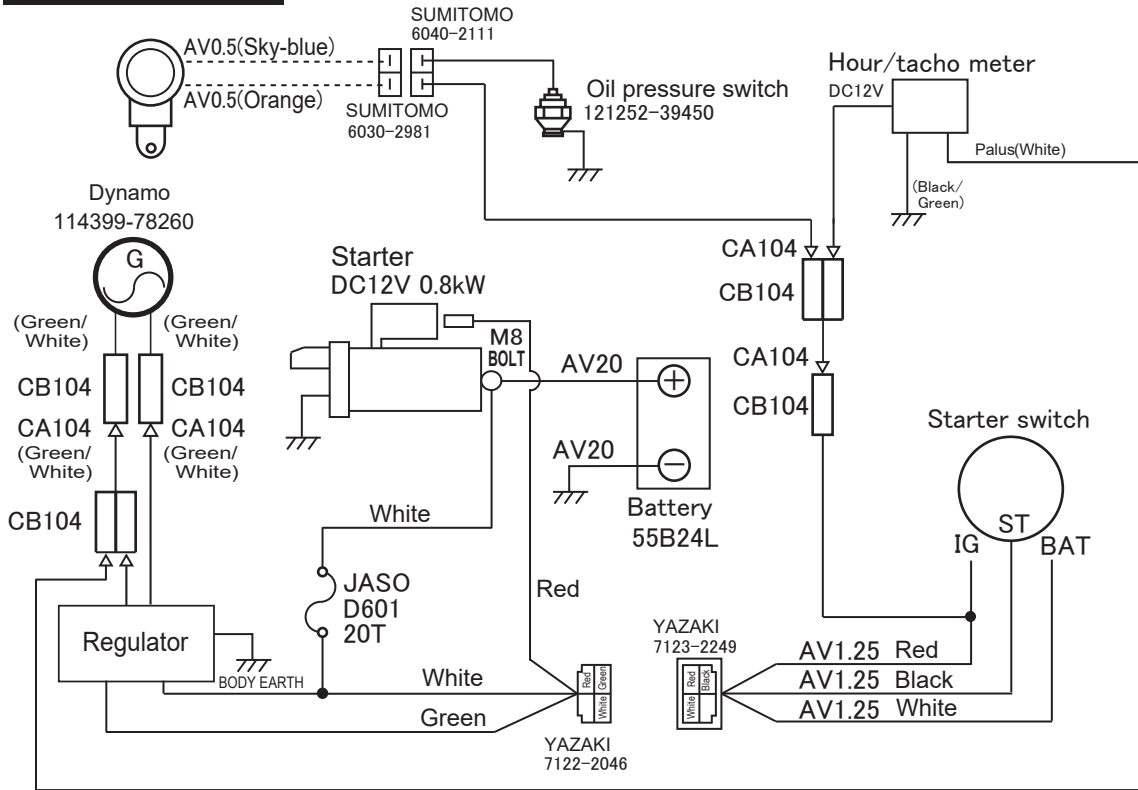 SUMITOMO
6040-2111
AV0.5(Sky-blue)
AV0.5(Orange)
SUMITOMO
6030-2981
Oil pressure switch
121252-39450
Hour/tacho meter
DC12V
Palus(White)
(Black/
Green)
Dynamo
114399-78260
G
(Green/
White)
(Green/
White)
CB104
CB104
CA104
CA104
(Green/
White)
(Green/
White)
CB104
Regulator
BODY EARTH
Starter
DC12V 0.8kW
M8
BOLT
AV20
AV20
Battery
55B24L
White
JASO
D601
20T
Red
White
Green
Red
Green
White
YAZAKI
7122-2046
CA104
CB104
CA104
CB104
Starter switch
ST
IG
BAT
YAZAKI
7123-2249
Red
Black
White
AV1.25 Red
AV1.25 Black
AV1.25 White